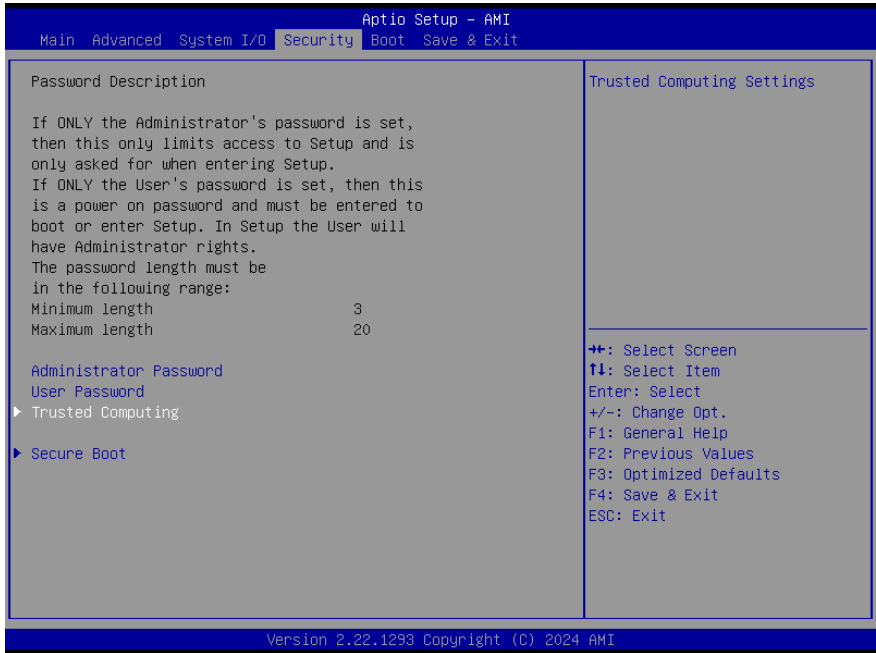 Aptio Setup – AMI
Main Advanced System I/O Security Boot Save & Exit
Password Description
If ONLY the Administrator's password is set,
then this only limits access to Setup and is
only asked for when entering Setup.
If ONLY the User's password is set, then this
is a power on password and must be entered to
boot or enter Setup. In Setup the User will
have Administrator rights.
The password length must be
in the following range:
Minimum length 3
Maximum length 20
Administrator Password
User Password
Trusted Computing
Secure Boot
Trusted Computing Settings
→←: Select Screen
↑↓: Select Item
Enter: Select
+/-: Change Opt.
F1: General Help
F2: Previous Values
F3: Optimized Defaults
F4: Save & Exit
ESC: Exit
Version 2.22.1293 Copyright (C) 2024 AMI